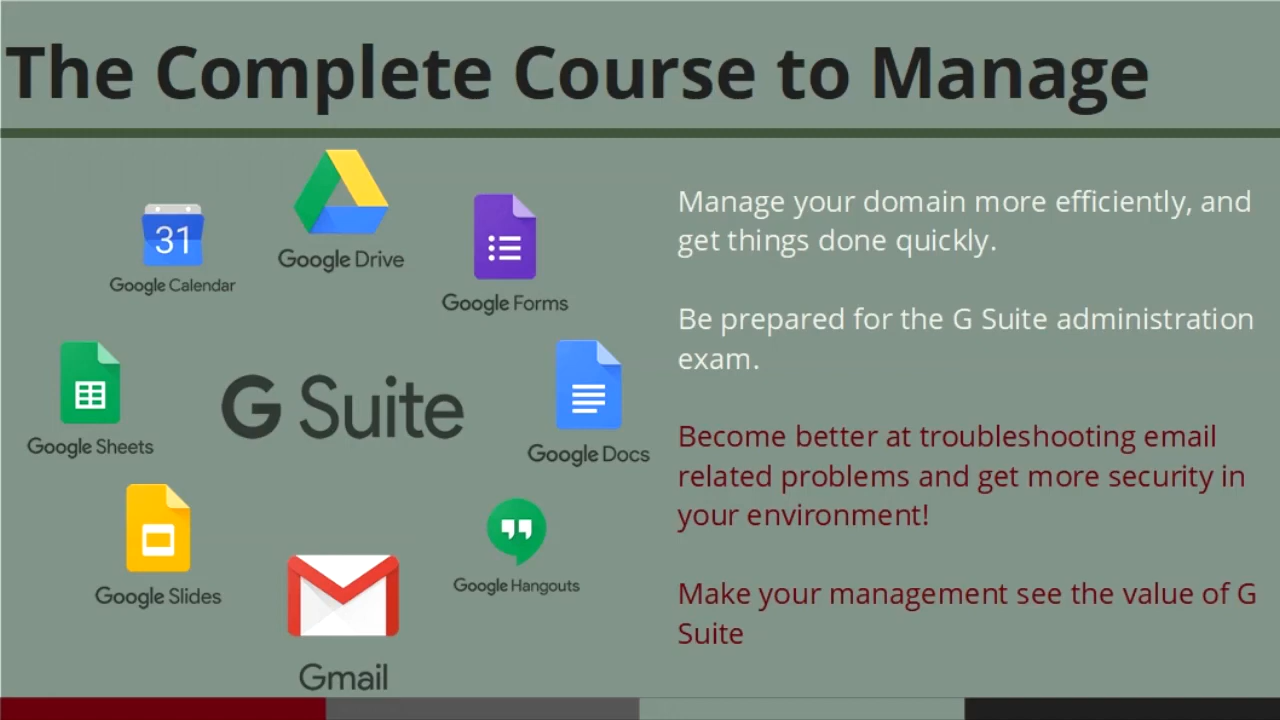 The Complete Course to Manage
31
Google Calendar
Google Drive
Google Forms
Google Sheets
G Suite
Google Docs
Google Slides
Gmail
Google Hangouts
Manage your domain more efficiently, and
get things done quickly.
Be prepared for the G Suite administration
exam.
Become better at troubleshooting email
related problems and get more security in
your environment!
Make your management see the value of G
Suite